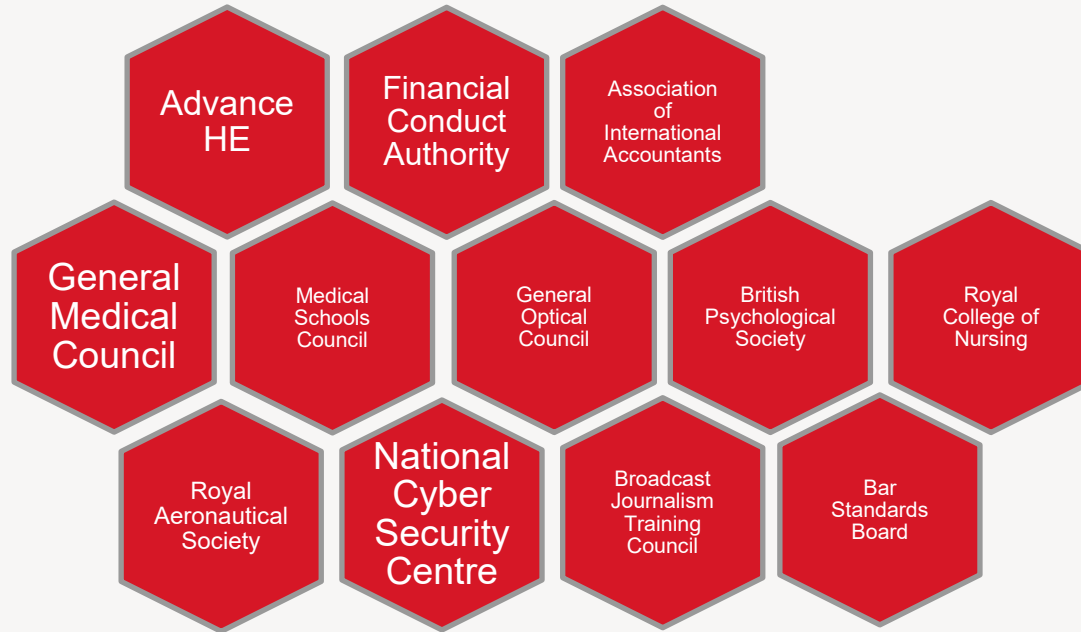 Advance
HE
Financial
Conduct
Authority
Association
of
International
Accountants
General
Medical
Council
Medical
Schools
Council
General
Optical
Council
British
Psychological
Society
Royal
College of
Nursing
Royal
Aeronautical
Society
National
Cyber
Security
Centre
Broadcast
Journalism
Training
Council
Bar
Standards
Board